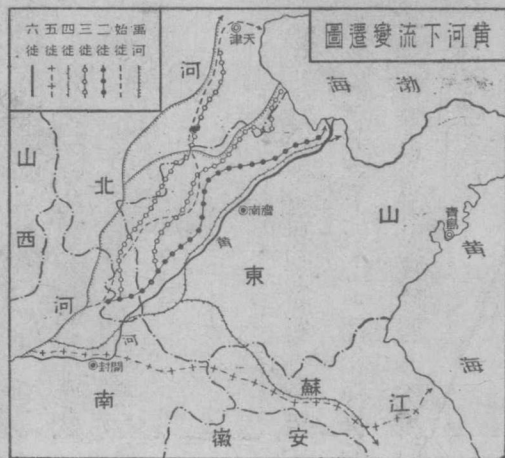 黃河下流變遷圖
禹河
始徙
二徙
三徙
四徙
五徙
六徙
天津
渤海
河北
山西
山東
濟南
青島
黃海
黃河
河南
開封
江蘇
安徽